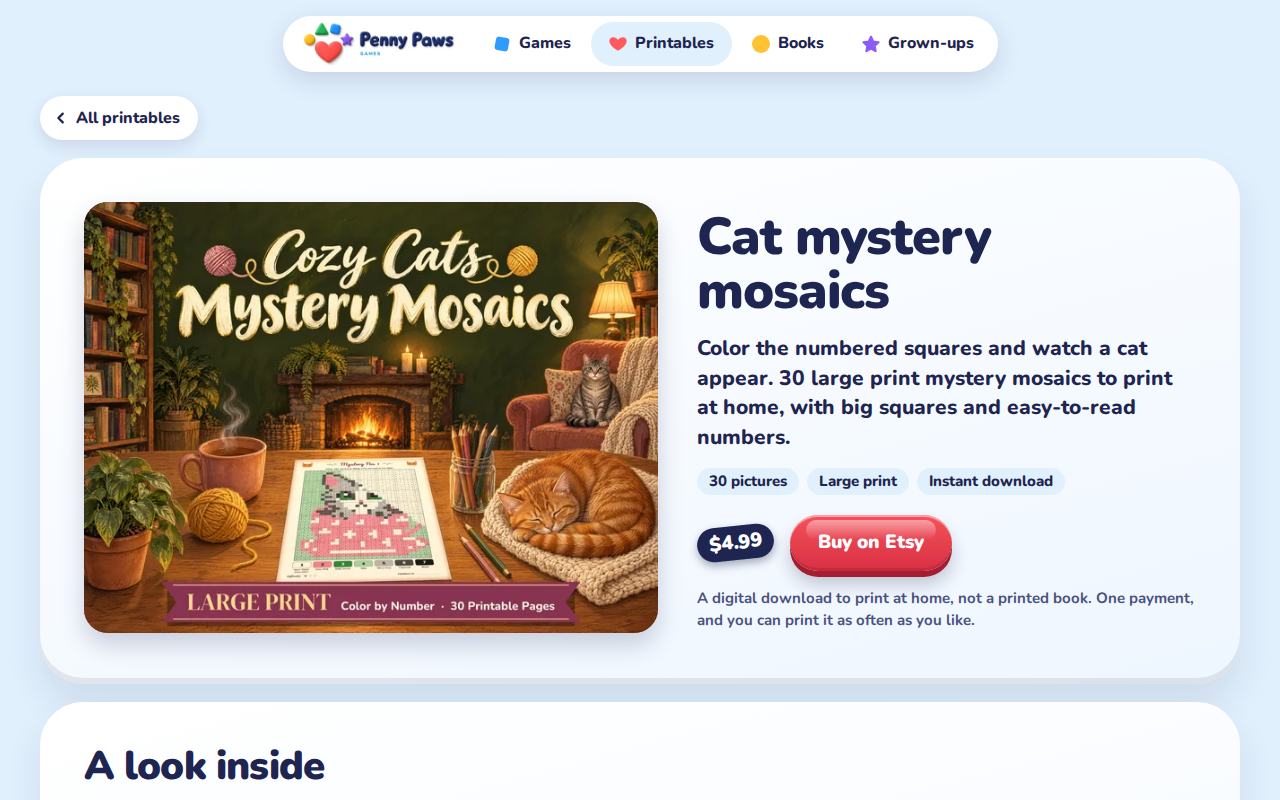 Penny Paws
GAMES
Games
Printables
Books
Grown-ups
All printables
Cozy Cats
Mystery Mosaics
LARGE PRINT Color by Number · 30 Printable Pages
Cat mystery
mosaics
Color the numbered squares and watch a cat
appear. 30 large print mystery mosaics to print
at home, with big squares and easy-to-read
numbers.
30 pictures
Large print
Instant download
$4.99
Buy on Etsy
A digital download to print at home, not a printed book. One payment,
and you can print it as often as you like.
A look inside